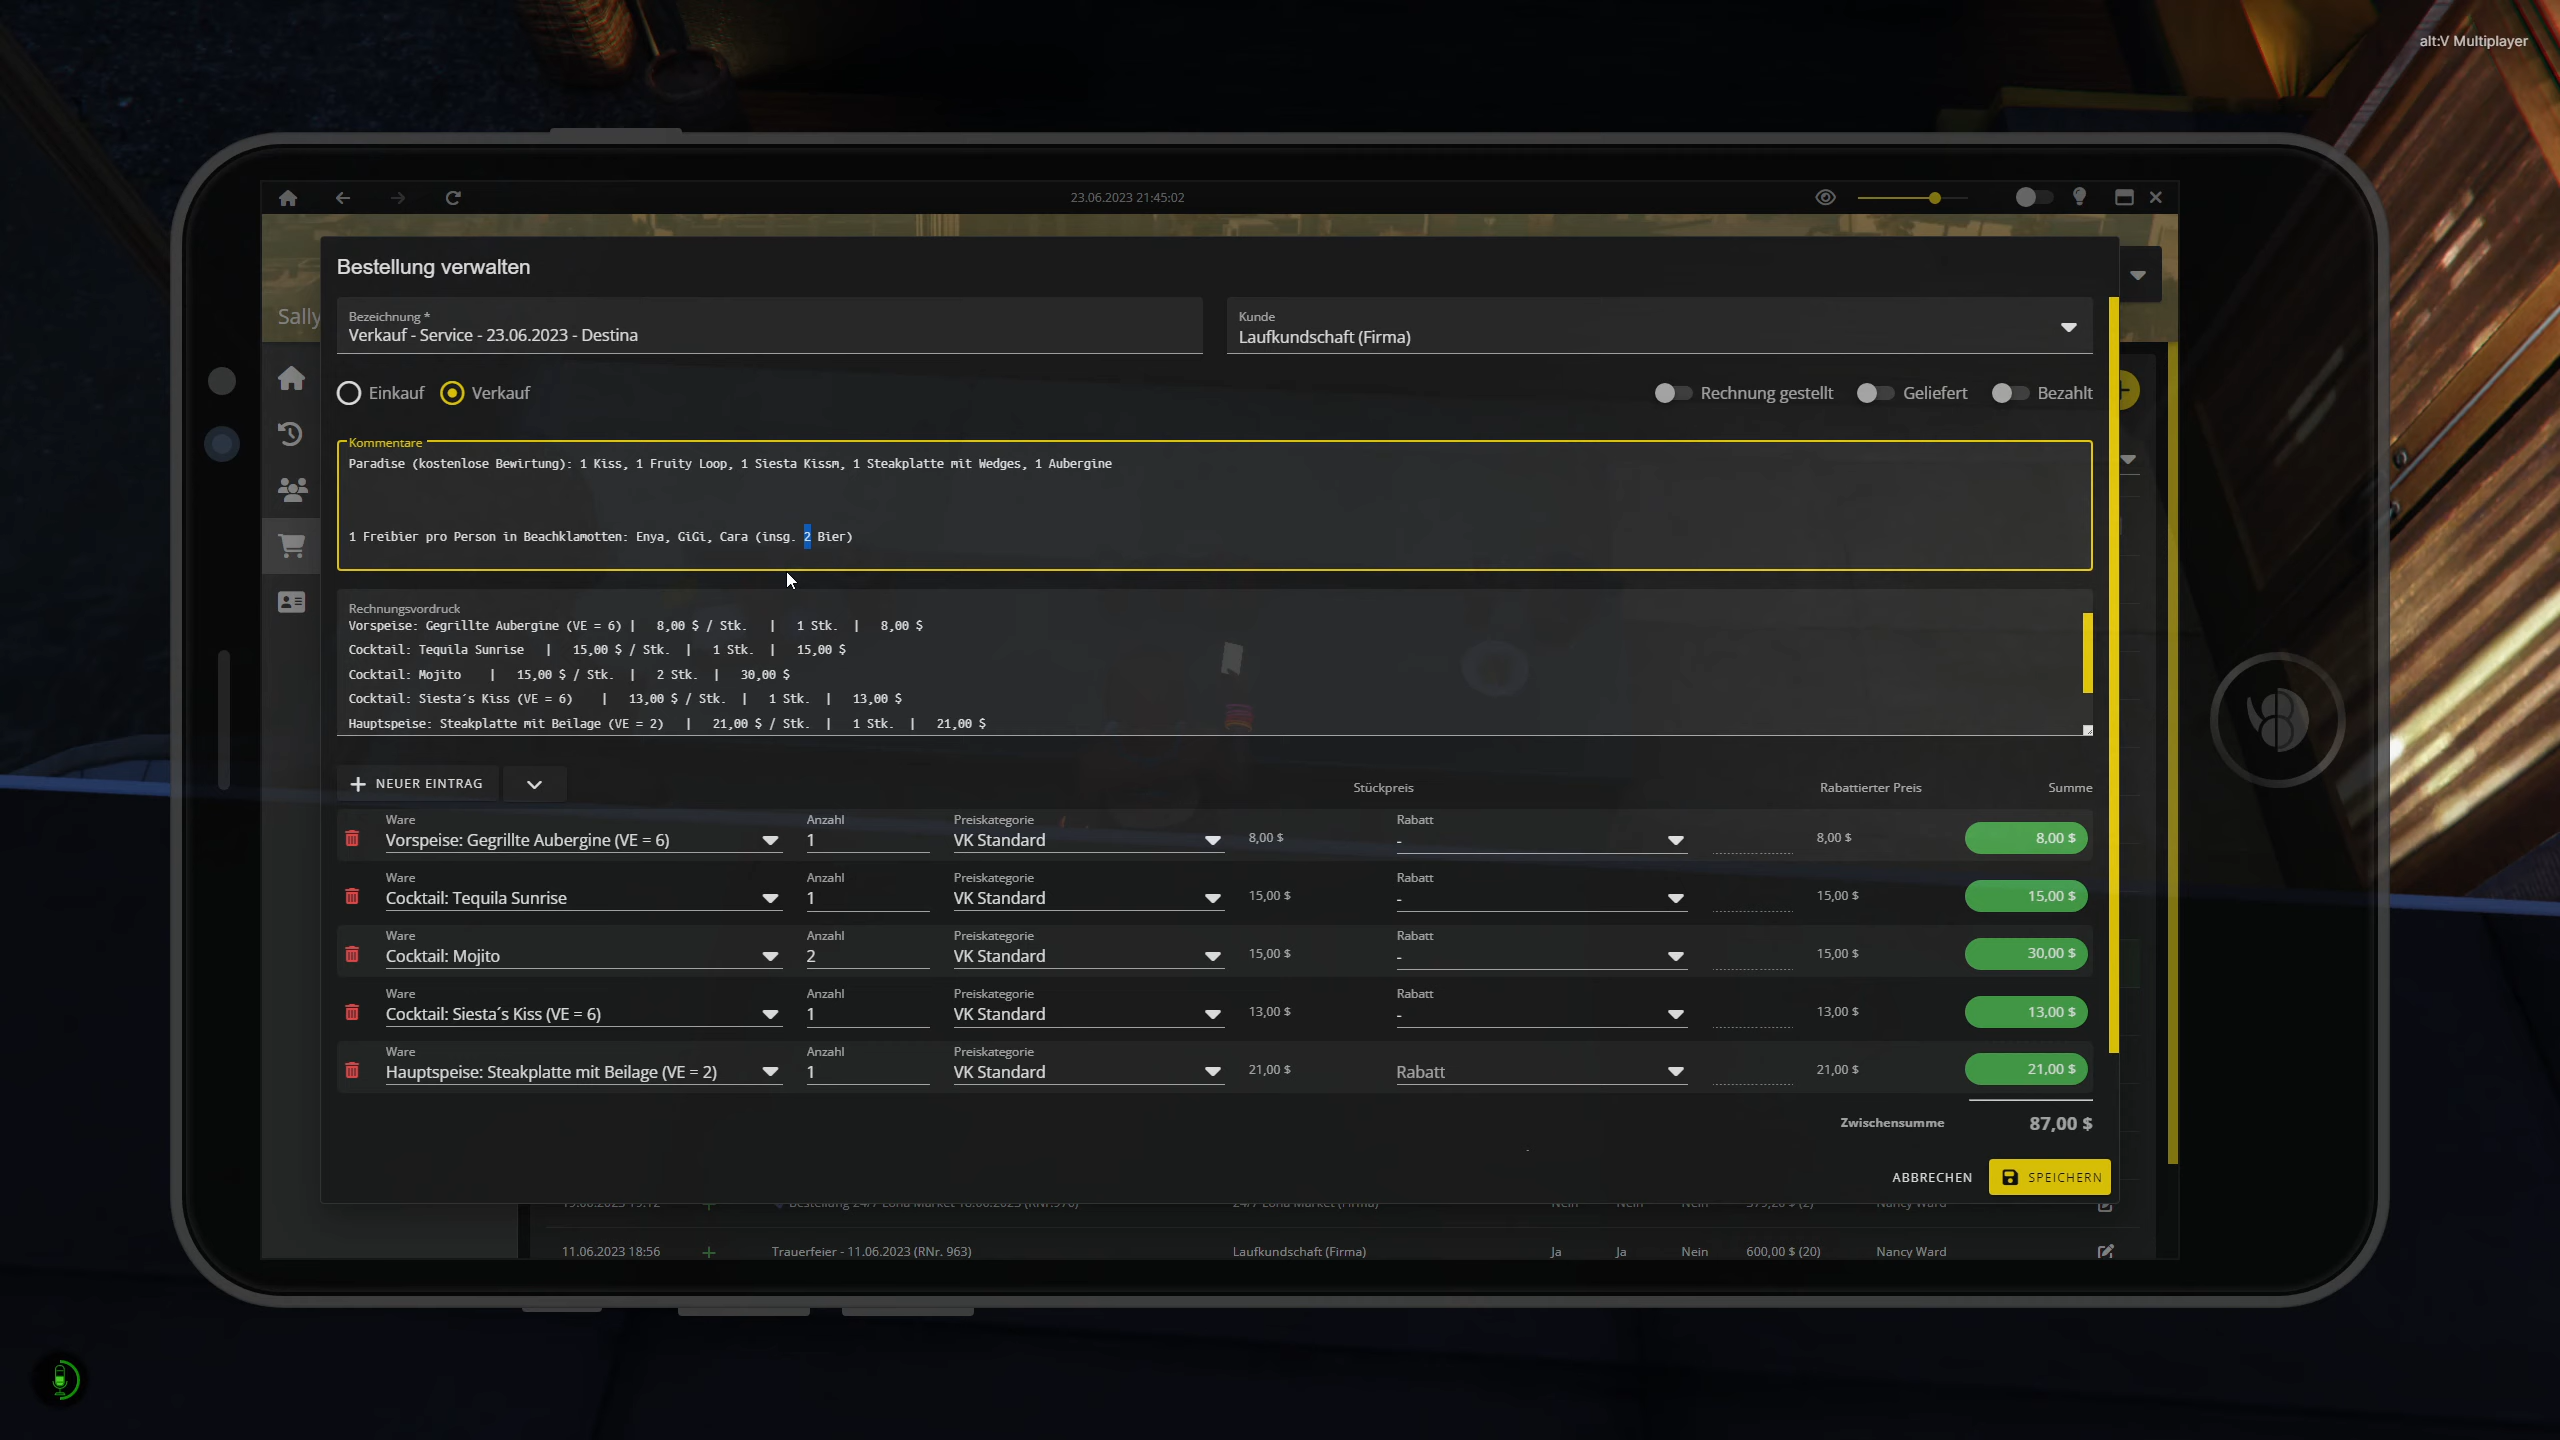 alt:V Multiplayer
23.06.2023 21:45:02
Bestellung verwalten
Sally
Bezeichnung *
Verkauf - Service - 23.06.2023 - Destina
Kunde
Laufkundschaft (Firma)
Einkauf
Verkauf
Rechnung gestellt
Geliefert
Bezahlt
Kommentare
Paradise (kostenlose Bewirtung): 1 Kiss, 1 Fruity Loop, 1 Siesta Kissm, 1 Steakplatte mit Wedges, 1 Aubergine
1 Freibier pro Person in Beachklamotten: Enya, GiGi, Cara (insg. 2 Bier)
Rechnungsvordruck
Vorspeise: Gegrillte Aubergine (VE = 6) | 8,00 $ / Stk. | 1 Stk. | 8,00 $
Cocktail: Tequila Sunrise | 15,00 $ / Stk. | 1 Stk. | 15,00 $
Cocktail: Mojito | 15,00 $ / Stk. | 2 Stk. | 30,00 $
Cocktail: Siesta´s Kiss (VE = 6) | 13,00 $ / Stk. | 1 Stk. | 13,00 $
Hauptspeise: Steakplatte mit Beilage (VE = 2) | 21,00 $ / Stk. | 1 Stk. | 21,00 $
+ NEUER EINTRAG
Stückpreis
Rabattierter Preis
Summe
Ware Anzahl Preiskategorie Rabatt
Vorspeise: Gegrillte Aubergine (VE = 6) 1 VK Standard 8,00 $ - 8,00 $ 8,00 $
Ware Anzahl Preiskategorie Rabatt
Cocktail: Tequila Sunrise 1 VK Standard 15,00 $ - 15,00 $ 15,00 $
Ware Anzahl Preiskategorie Rabatt
Cocktail: Mojito 2 VK Standard 15,00 $ - 15,00 $ 30,00 $
Ware Anzahl Preiskategorie Rabatt
Cocktail: Siesta´s Kiss (VE = 6) 1 VK Standard 13,00 $ - 13,00 $ 13,00 $
Ware Anzahl Preiskategorie
Hauptspeise: Steakplatte mit Beilage (VE = 2) 1 VK Standard 21,00 $ Rabatt 21,00 $ 21,00 $
Zwischensumme 87,00 $
ABBRECHEN SPEICHERN
11.06.2023 18:56 + Trauerfeier - 11.06.2023 (RNr. 963) Laufkundschaft (Firma) Ja Ja Nein 600,00 $ (20) Nancy Ward